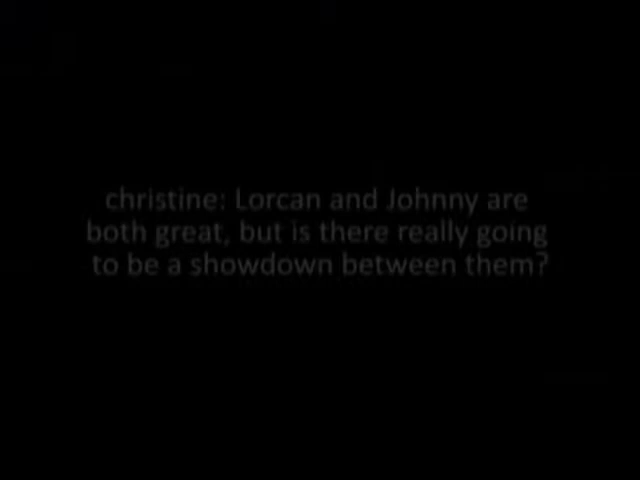 christine: Lorcan and Johnny are
both great, but is there really going
to be a showdown between them?